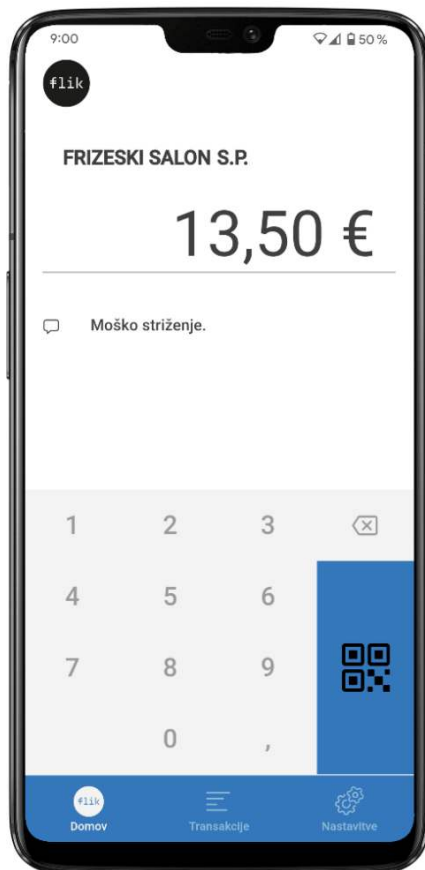 9:00 50 %
flik
FRIZESKI SALON S.P.
13,50 €
Moško striženje.
1 2 3
4 5 6
7 8 9
0 ,
flik
Domov Transakcije Nastavitve